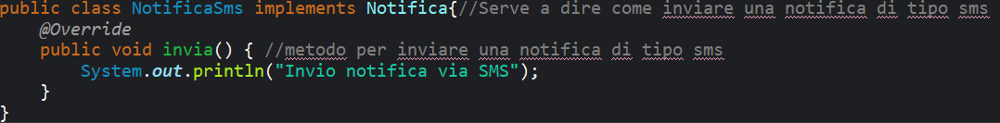 public class NotificaSms implements Notifica{//Serve a dire come inviare una notifica di tipo sms
@Override
public void invia() { //metodo per inviare una notifica di tipo sms
System.out.println("Invio notifica via SMS");
}
}